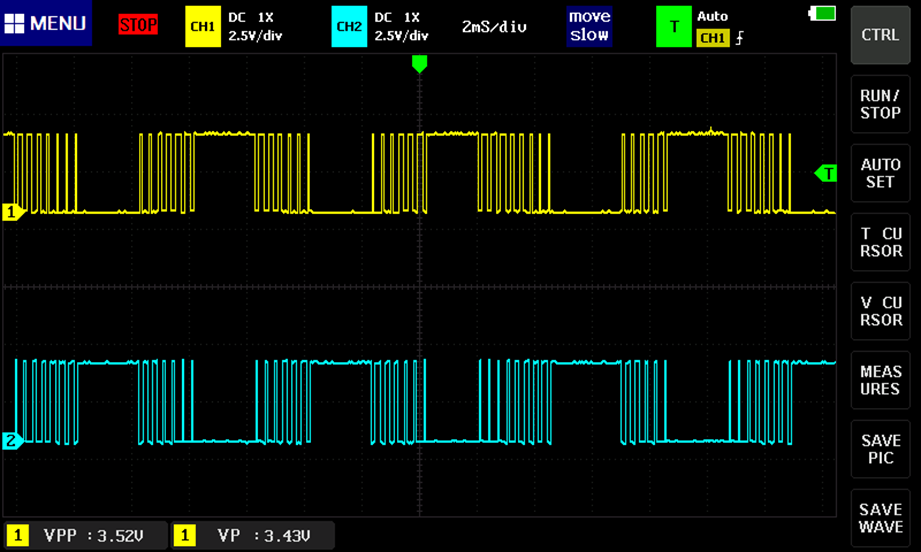 MENU
STOP
CH1
DC 1X
2.5V/div
CH2
DC 1X
2.5V/div
2mS/div
move
slow
T
Auto
CH1
CTRL
RUN/
STOP
AUTO
SET
T CU
RSOR
V CU
RSOR
MEAS
URES
SAVE
PIC
SAVE
WAVE
T
1
2
1 VPP :3.52V
1 VP :3.43V